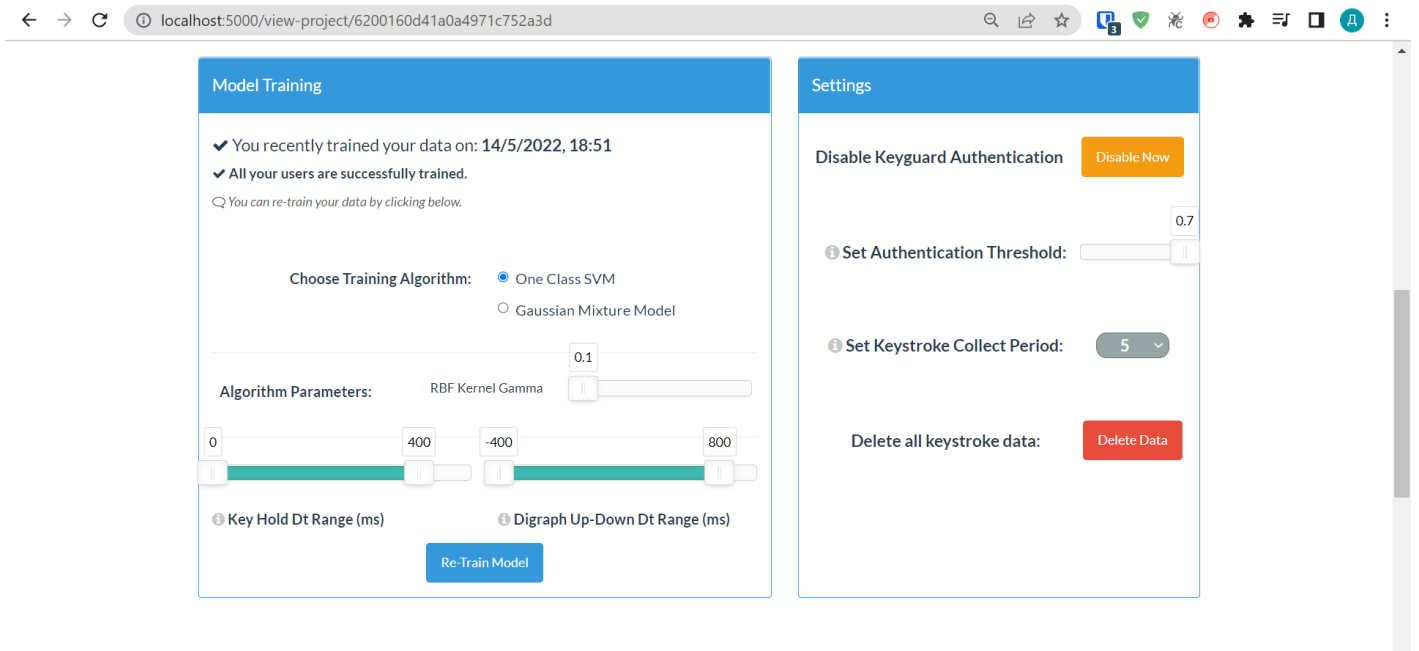 localhost:5000/view-project/6200160d41a0a4971c752a3d
3
Д
Model Training
You recently trained your data on: 14/5/2022, 18:51
All your users are successfully trained.
You can re-train your data by clicking below.
Choose Training Algorithm:
One Class SVM
Gaussian Mixture Model
0.1
Algorithm Parameters:
RBF Kernel Gamma
0
400
-400
800
Key Hold Dt Range (ms)
Digraph Up-Down Dt Range (ms)
Re-Train Model
Settings
Disable Keyguard Authentication
Disable Now
0.7
Set Authentication Threshold:
Set Keystroke Collect Period:
5
Delete all keystroke data:
Delete Data